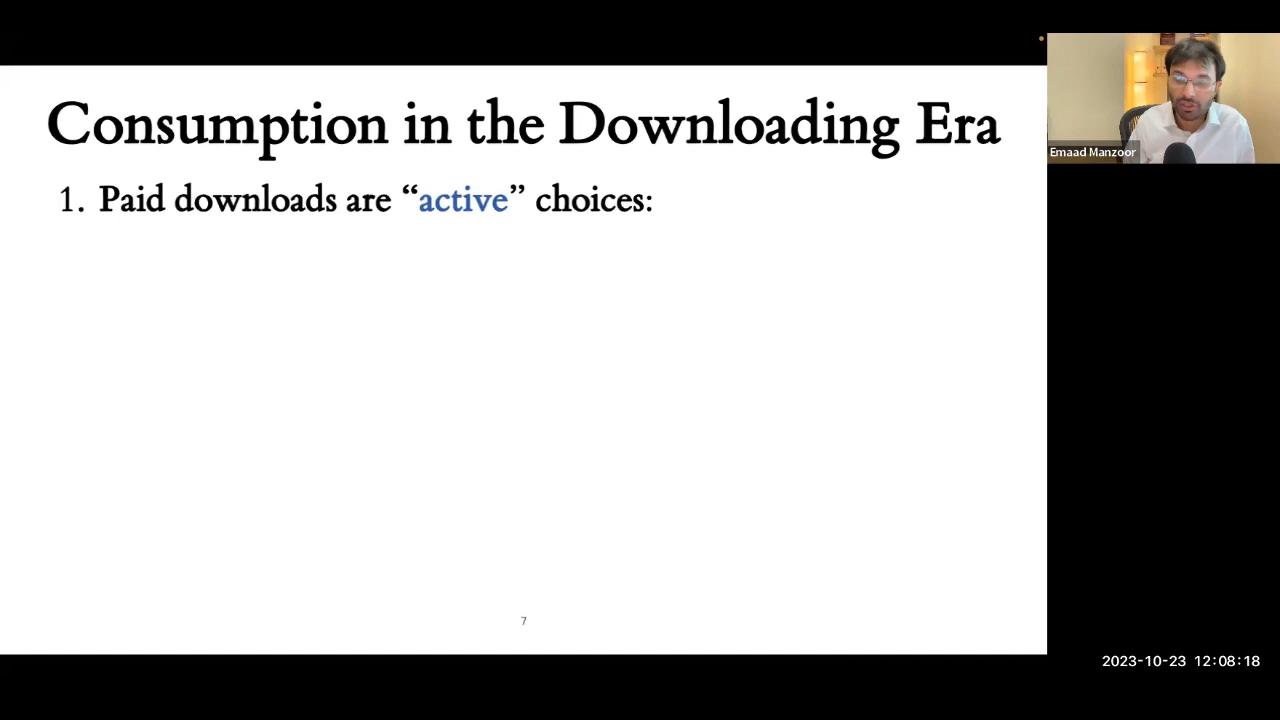 Consumption in the Downloading Era
1. Paid downloads are “active” choices:
7
Emaad Manzoor
2023-10-23 12:08:18